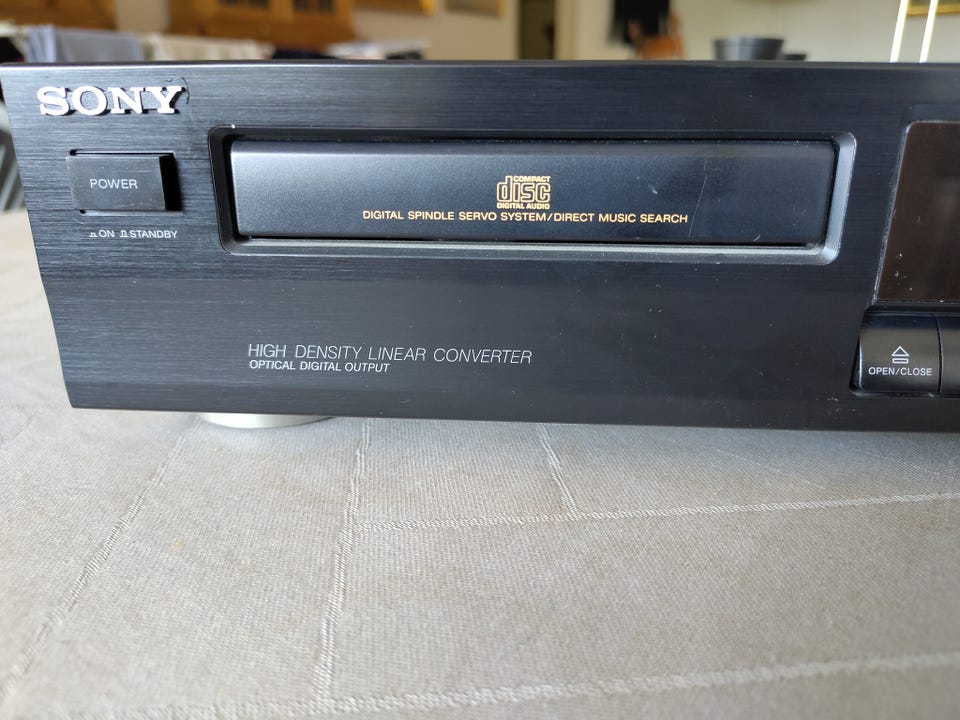 SONY
POWER
ON STANDBY
COMPACT
disc
DIGITAL AUDIO
DIGITAL SPINDLE SERVO SYSTEM/DIRECT MUSIC SEARCH
HIGH DENSITY LINEAR CONVERTER
OPTICAL DIGITAL OUTPUT
OPEN/CLOSE